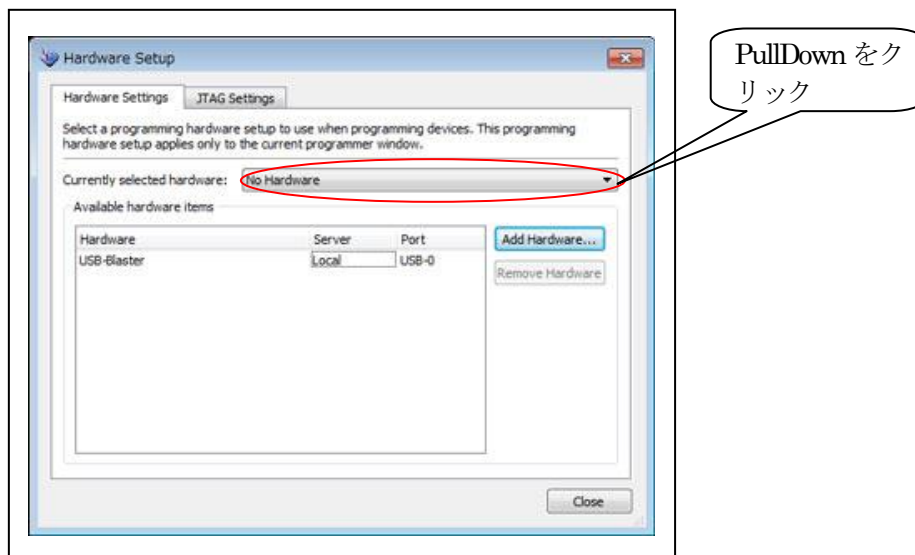 Hardware Setup
PullDown をク
リック
Hardware Settings
JTAG Settings
Select a programming hardware setup to use when programming devices. This programming
hardware setup applies only to the current programmer window.
Currently selected hardware: No Hardware
Available hardware items
Hardware Server Port
USB-Blaster Local USB-0
Add Hardware...
Remove Hardware
Close